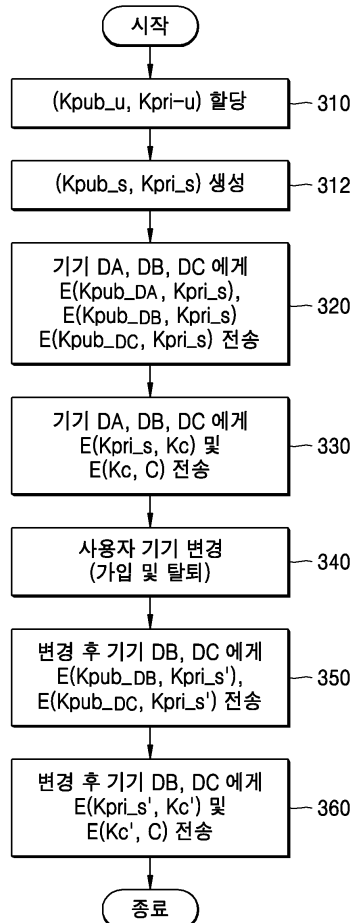 시작
(Kpub_u, Kpri-u) 할당
310
(Kpub_s, Kpri_s) 생성
312
기기 DA, DB, DC 에게
E(Kpub_DA, Kpri_s),
E(Kpub_DB, Kpri_s)
E(Kpub_DC, Kpri_s) 전송
320
기기 DA, DB, DC 에게
E(Kpri_s, Kc) 및
E(Kc, C) 전송
330
사용자 기기 변경
(가입 및 탈퇴)
340
변경 후 기기 DB, DC 에게
E(Kpub_DB, Kpri_s'),
E(Kpub_DC, Kpri_s') 전송
350
변경 후 기기 DB, DC 에게
E(Kpri_s', Kc') 및
E(Kc', C) 전송
360
종료